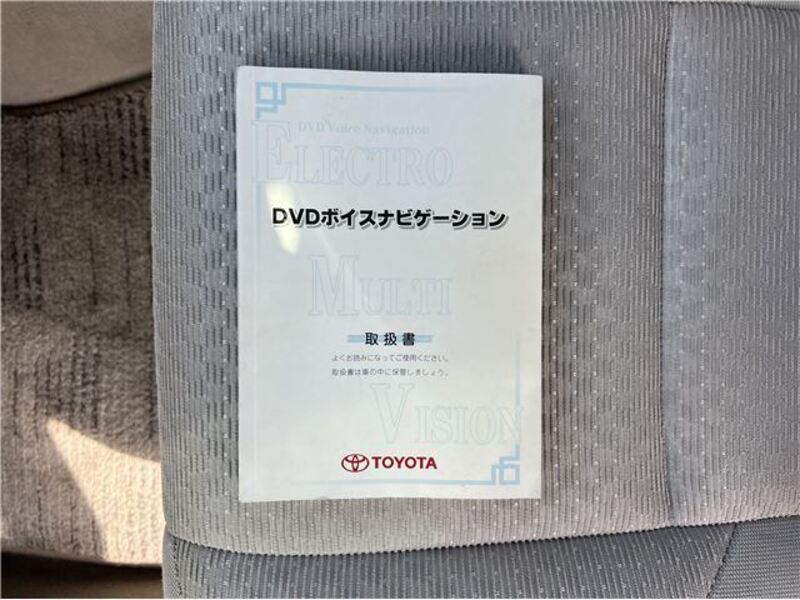 DVD Voice Navigation
ELECTRO
DVDボイスナビゲーション
MULTI
取扱書
よくお読みになってご使用ください。
取扱書は車の中に保管しましょう。
VISION
TOYOTA